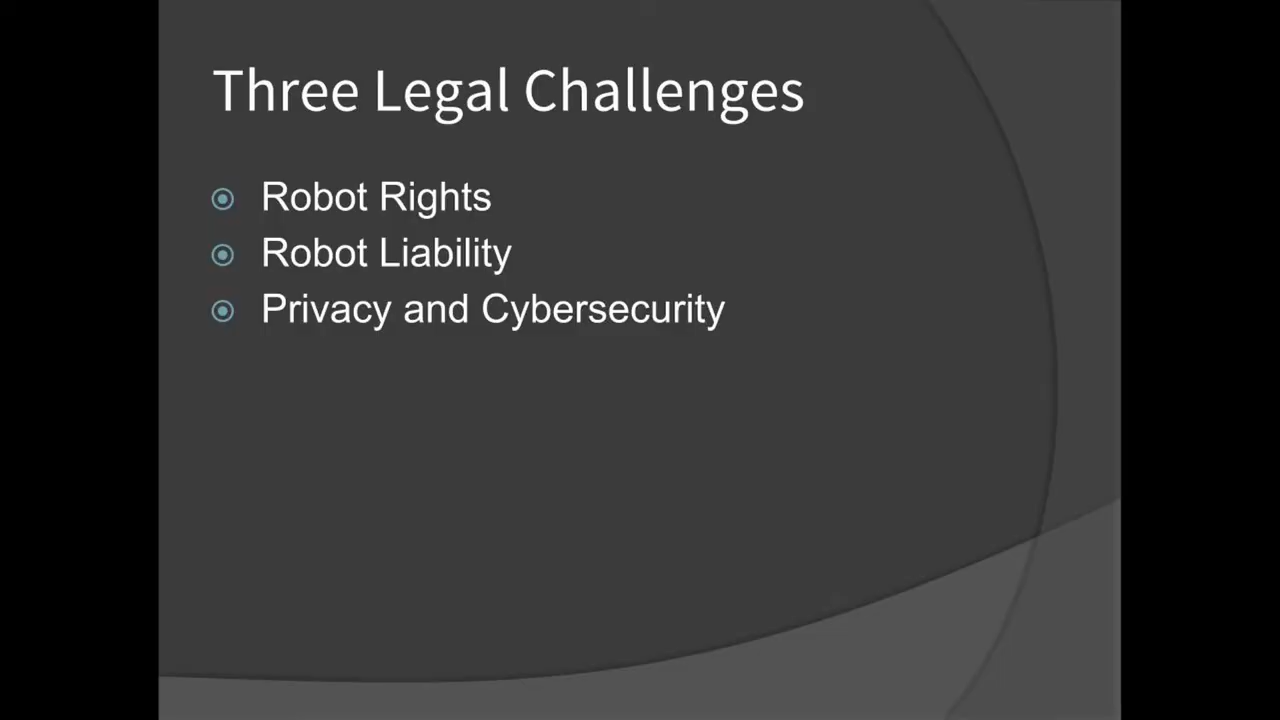 Three Legal Challenges
Robot Rights
Robot Liability
Privacy and Cybersecurity